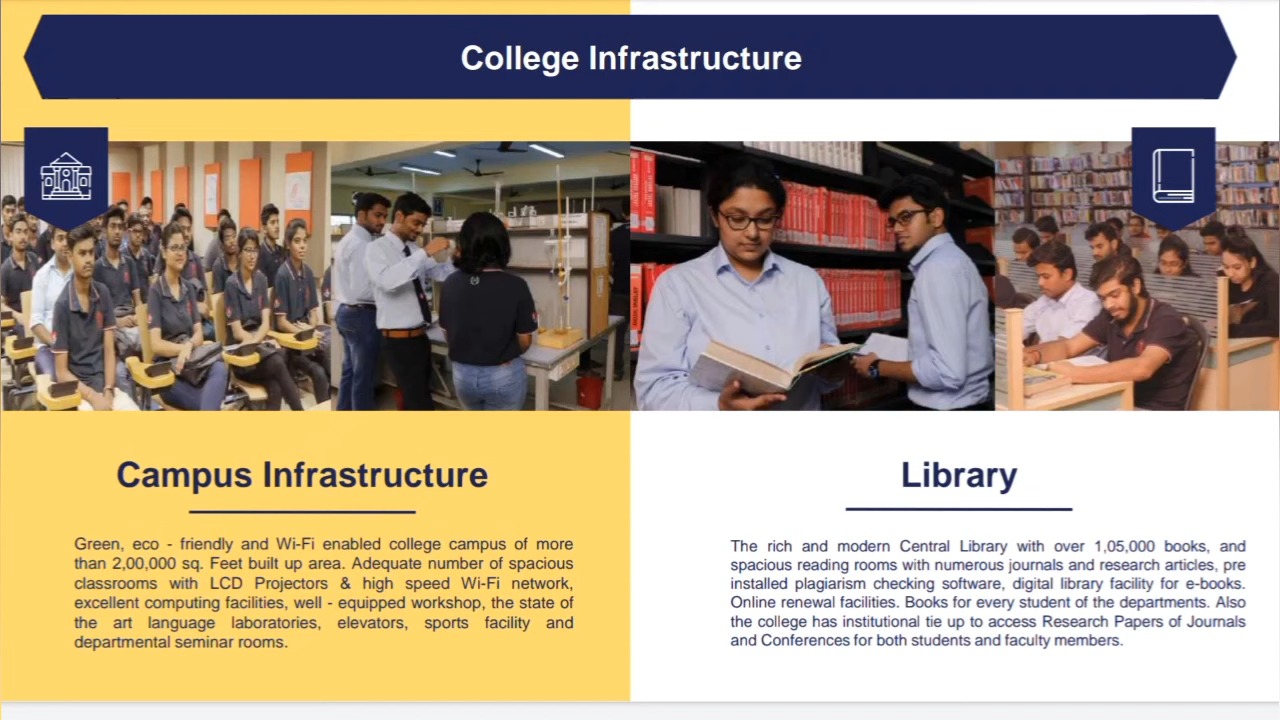 College Infrastructure
Campus Infrastructure
Green, eco - friendly and Wi-Fi enabled college campus of more
than 2,00,000 sq. Feet built up area. Adequate number of spacious
classrooms with LCD Projectors & high speed Wi-Fi network,
excellent computing facilities, well - equipped workshop, the state of
the art language laboratories, elevators, sports facility and
departmental seminar rooms.
Library
The rich and modern Central Library with over 1,05,000 books, and
spacious reading rooms with numerous journals and research articles, pre
installed plagiarism checking software, digital library facility for e-books.
Online renewal facilities. Books for every student of the departments. Also
the college has institutional tie up to access Research Papers of Journals
and Conferences for both students and faculty members.